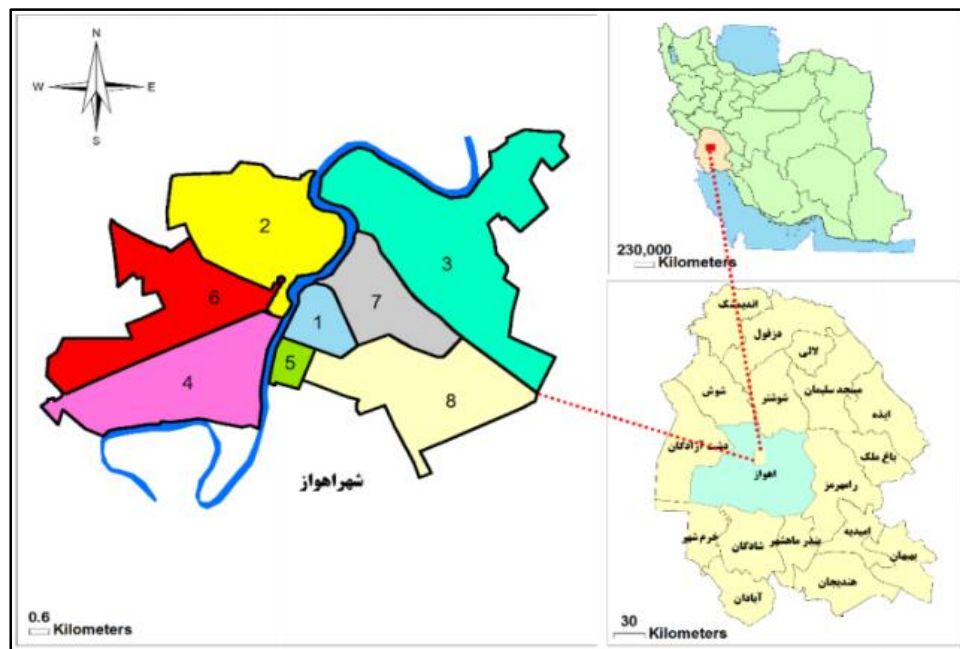 N
W E
S
2
3
6
7
1
5
4
8
شهراهواز
0.6
Kilometers
230,000
Kilometers
اندیمشک
دزفول
لالی
مسجد سلیمان
شوش
شوشتر
ایذه
دشت آزادگان
باغ ملک
اهواز
رامهرمز
امیدیه
خرم شهر
شادگان
بندر ماهشهر
بهبهان
هندیجان
آبادان
30
Kilometers